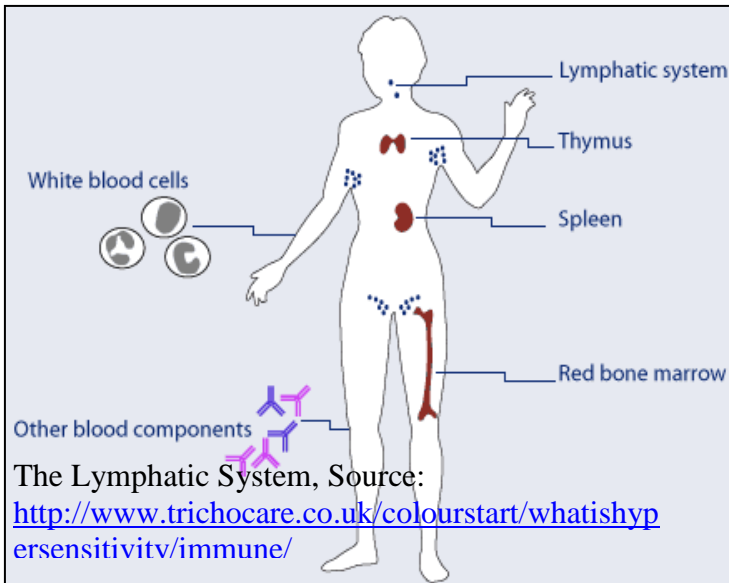 Lymphatic system
Thymus
White blood cells
Spleen
Red bone marrow
Other blood components
The Lymphatic System, Source:
http://www.trichocare.co.uk/colourstart/whatishyp
ersensitivity/immune/